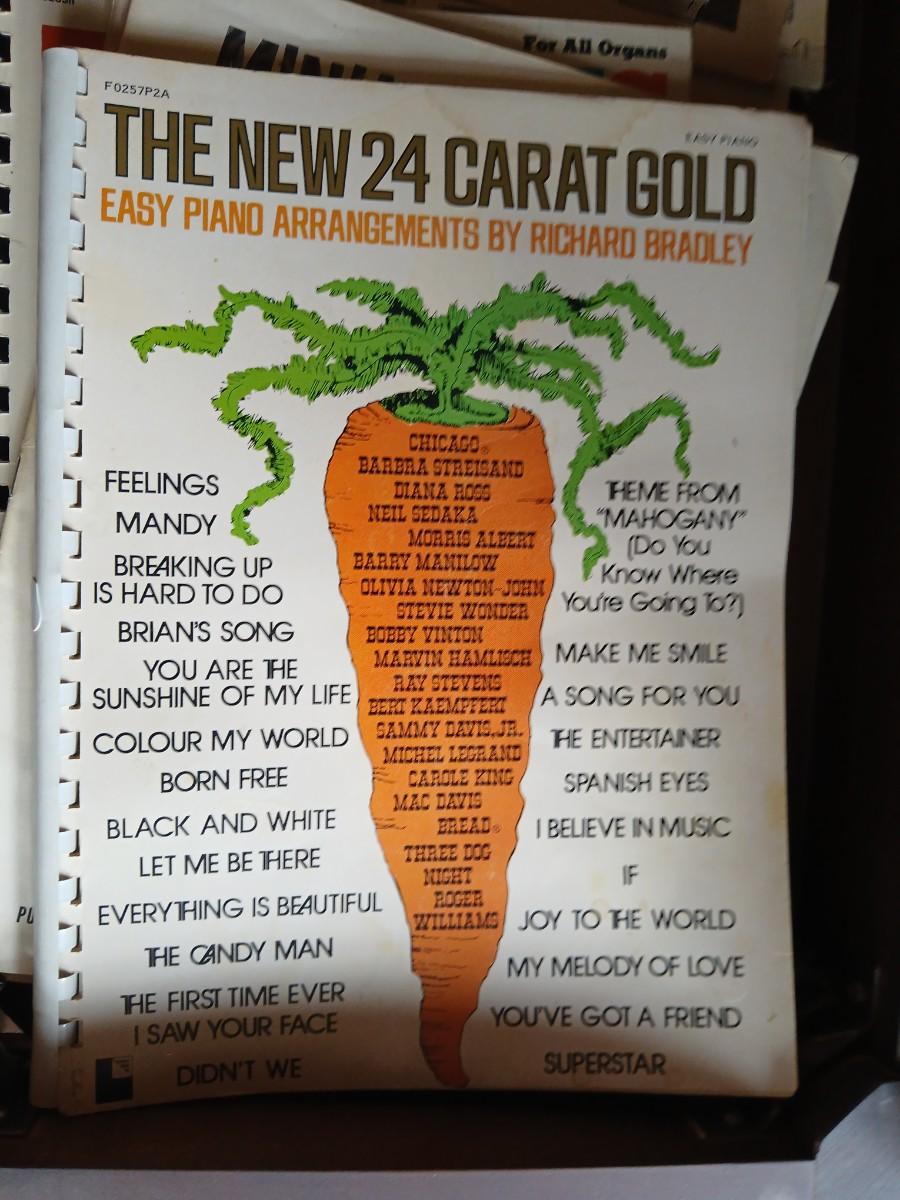 For All Organs
F0257P2A
EASY PIANO
THE NEW 24 CARAT GOLD
EASY PIANO ARRANGEMENTS BY RICHARD BRADLEY
CHICAGO®
BARBRA STREISAND
DIANA ROSS
NEIL SEDAKA
MORRIS ALBERT
BARRY MANILOW
OLIVIA NEWTON-JOHN
STEVIE WONDER
BOBBY VINTON
MARVIN HAMLISCH
RAY STEVENS
BERT KAEMPFERT
SAMMY DAVIS, JR.
MICHEL LEGRAND
CAROLE KING
MAC DAVIS
BREAD®
THREE DOG
NIGHT
ROGER
WILLIAMS
FEELINGS
MANDY
BREAKING UP
IS HARD TO DO
BRIAN'S SONG
YOU ARE THE
SUNSHINE OF MY LIFE
COLOUR MY WORLD
BORN FREE
BLACK AND WHITE
LET ME BE THERE
EVERYTHING IS BEAUTIFUL
THE CANDY MAN
THE FIRST TIME EVER
I SAW YOUR FACE
DIDN'T WE
THEME FROM
"MAHOGANY"
(Do You
Know Where
You're Going To?)
MAKE ME SMILE
A SONG FOR YOU
THE ENTERTAINER
SPANISH EYES
I BELIEVE IN MUSIC
IF
JOY TO THE WORLD
MY MELODY OF LOVE
YOU'VE GOT A FRIEND
SUPERSTAR